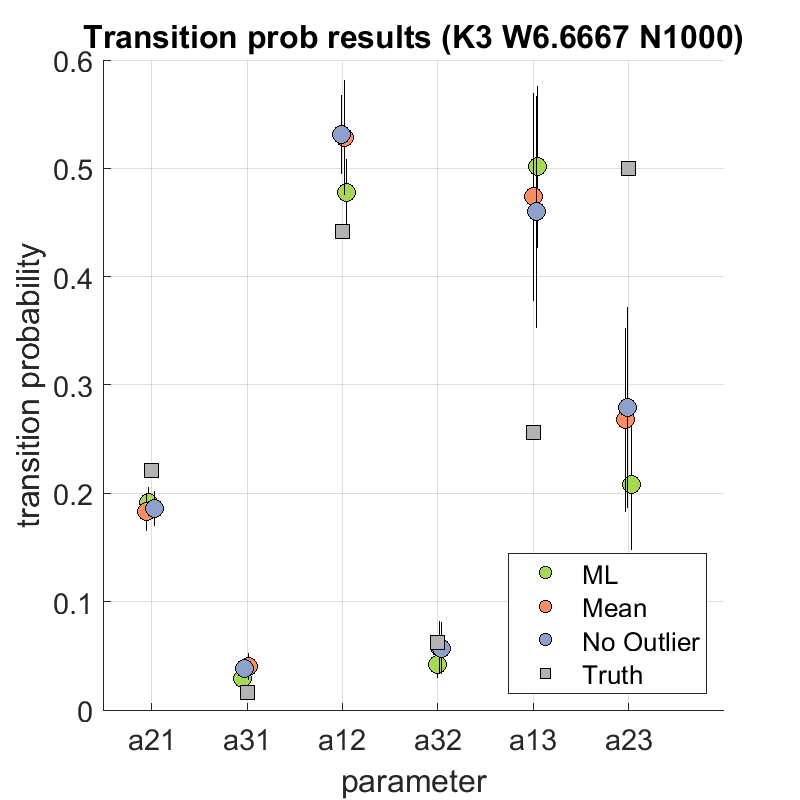 Transition prob results (K3 W6.6667 N1000)
transition probability
0.6
0.5
0.4
0.3
0.2
0.1
0
a21 a31 a12 a32 a13 a23
parameter
ML
Mean
No Outlier
Truth